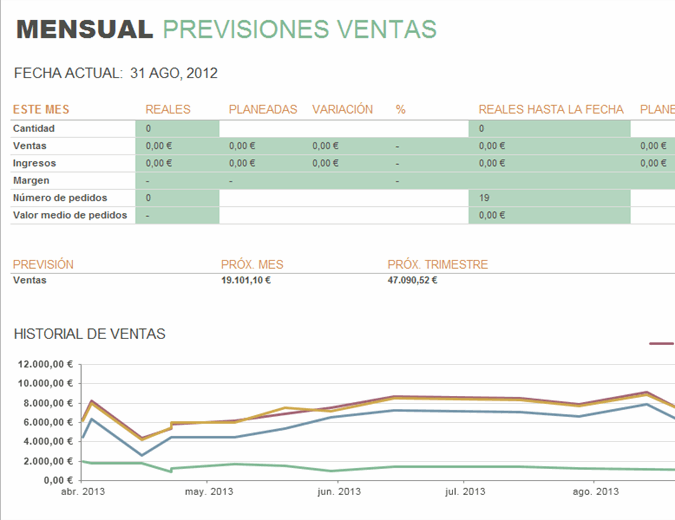 MENSUAL PREVISIONES VENTAS
FECHA ACTUAL: 31 AGO, 2012
ESTE MES REALES PLANEADAS VARIACIÓN % REALES HASTA LA FECHA PLANE
Cantidad 0 0
Ventas 0,00 € 0,00 € 0,00 € - 0,00 € 0,00 €
Ingresos 0,00 € 0,00 € 0,00 € - 0,00 € 0,00 €
Margen - - -
Número de pedidos 0 19
Valor medio de pedidos - 0,00 €
PREVISIÓN PRÓX. MES PRÓX. TRIMESTRE
Ventas 19.101,10 € 47.090,52 €
HISTORIAL DE VENTAS
12.000,00 €
10.000,00 €
8.000,00 €
6.000,00 €
4.000,00 €
2.000,00 €
0,00 €
abr. 2013 may. 2013 jun. 2013 jul. 2013 ago. 2013